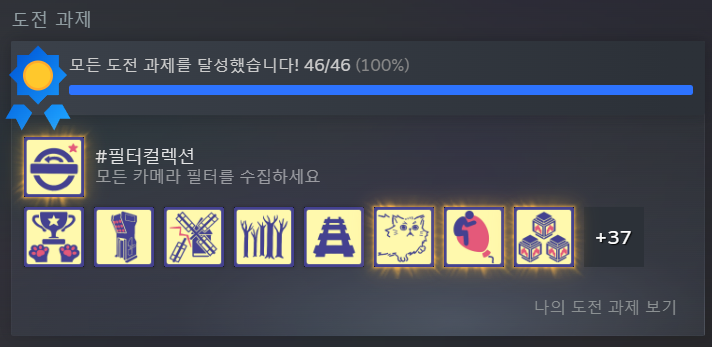 도전 과제
모든 도전 과제를 달성했습니다! 46/46 (100%)
#필터컬렉션
모든 카메라 필터를 수집하세요
+37
나의 도전 과제 보기